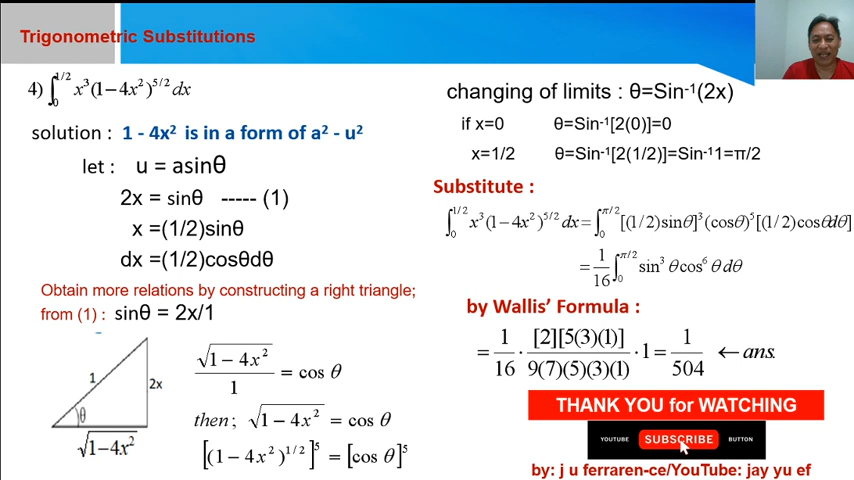 Trigonometric Substitutions
4) ∫₀^{1/2} x³(1−4x²)^{5/2} dx
solution : 1 - 4x² is in a form of a² - u²
let : u = asinθ
2x = sinθ ----- (1)
x =(1/2)sinθ
dx =(1/2)cosθdθ
Obtain more relations by constructing a right triangle;
from (1) : sinθ = 2x/1
1
2x
θ
√1−4x²
√1−4x² / 1 = cos θ
then; √1−4x² = cos θ
[(1−4x²)^{1/2}]⁵ = [cos θ]⁵
changing of limits : θ=Sin⁻¹(2x)
if x=0 θ=Sin⁻¹[2(0)]=0
x=1/2 θ=Sin⁻¹[2(1/2)]=Sin⁻¹1=π/2
Substitute :
∫₀^{1/2} x³(1−4x²)^{5/2} dx = ∫₀^{π/2} [(1/2)sinθ]³(cosθ)⁵[(1/2)cosθdθ]
= 1/16 ∫₀^{π/2} sin³ θcos⁶ θdθ
by Wallis' Formula :
= 1/16 · [2][5(3)(1)] / 9(7)(5)(3)(1) · 1 = 1/504 ← ans.
THANK YOU for WATCHING
YOUTUBE SUBSCRIBE BUTTON
by: j u ferraren-ce/YouTube: jay yu ef